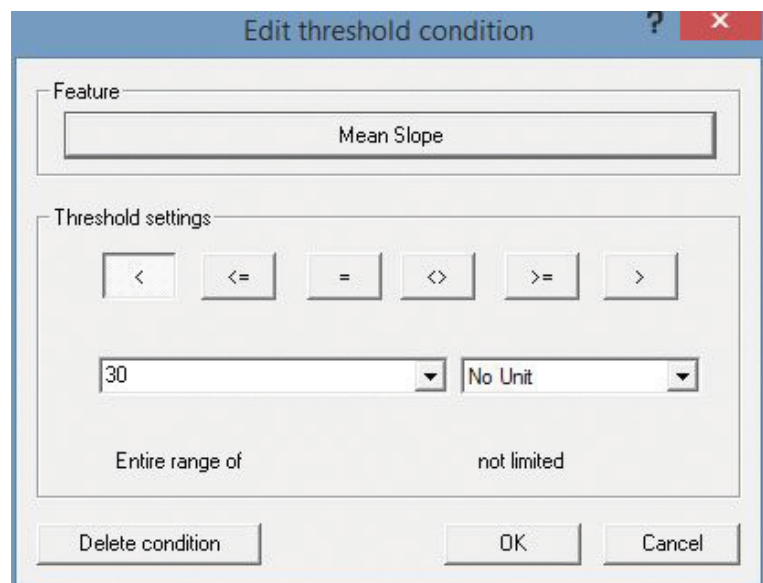 Edit threshold condition ? ×
Feature
Mean Slope
Threshold settings
< <= = <> >= >
30 No Unit
Entire range of not limited
Delete condition OK Cancel